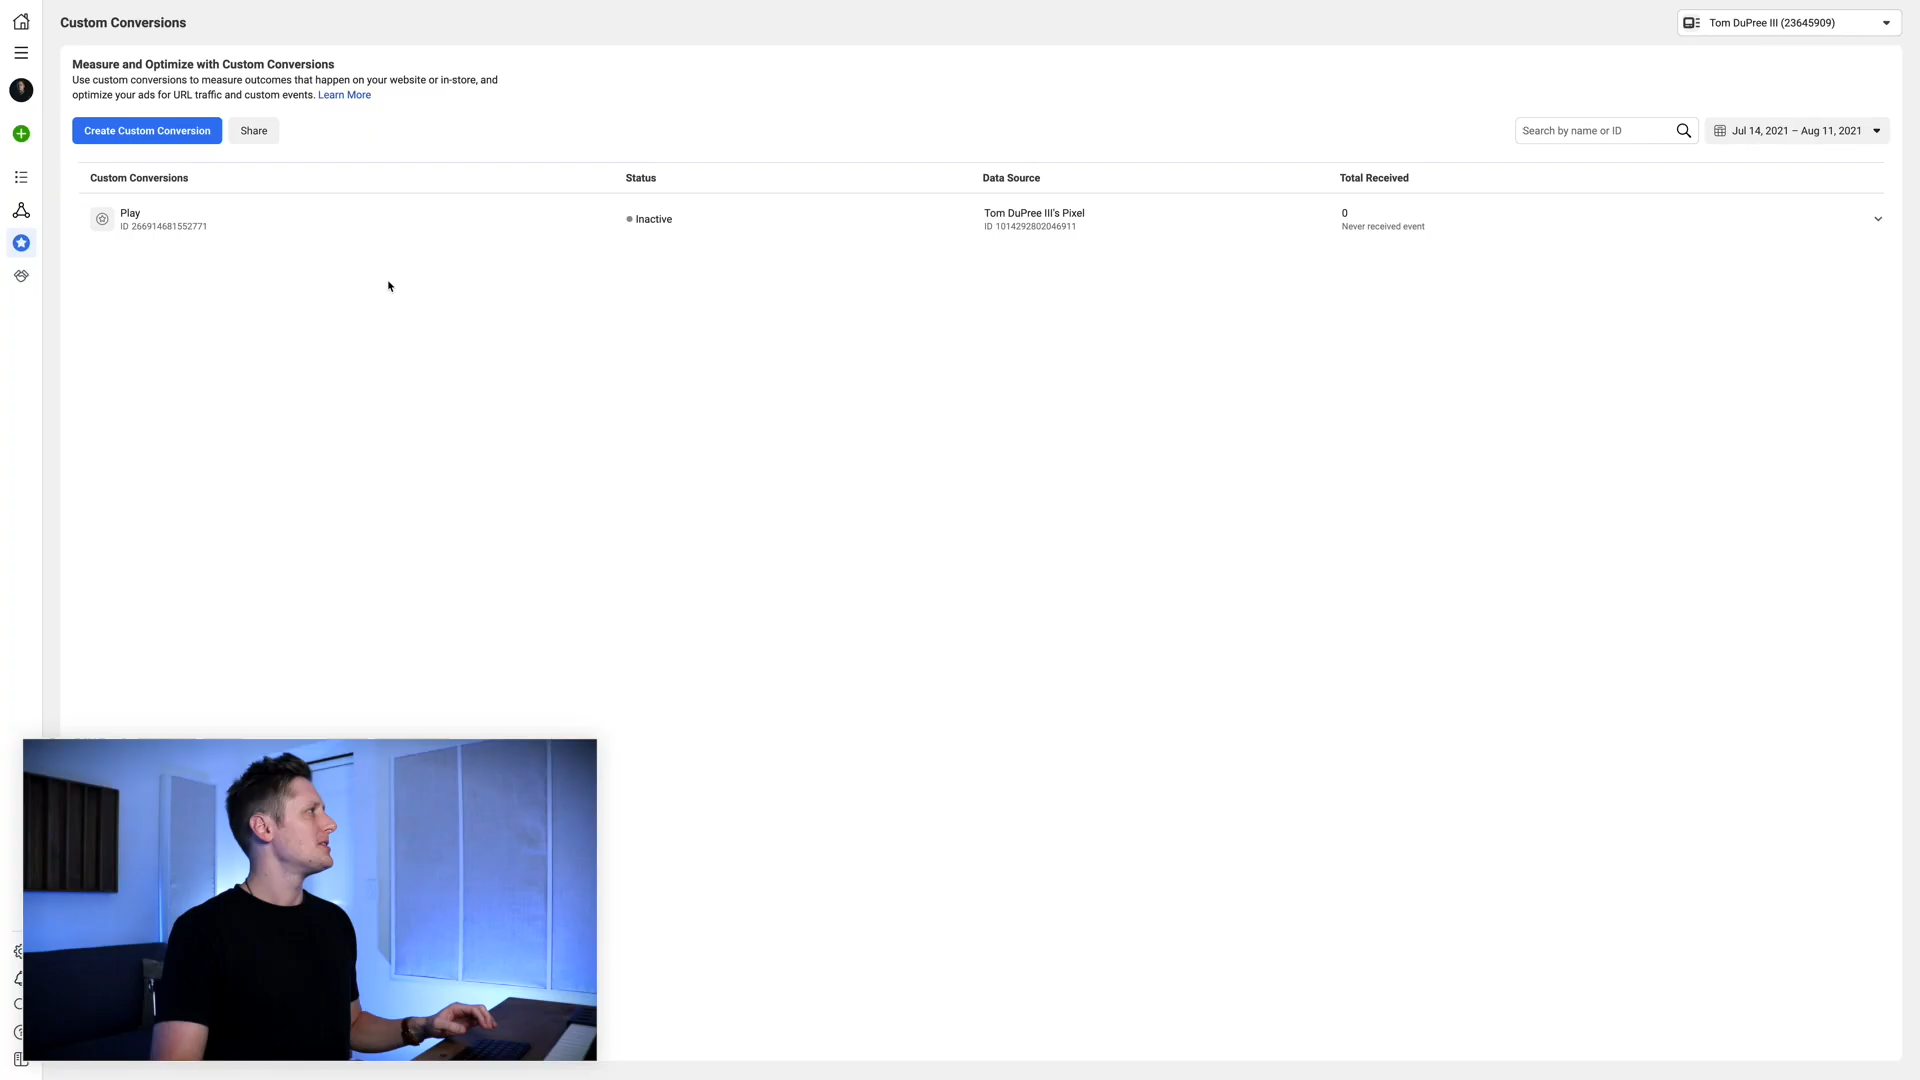 Custom Conversions
Tom DuPree III (23645909)
Measure and Optimize with Custom Conversions
Use custom conversions to measure outcomes that happen on your website or in-store, and
optimize your ads for URL traffic and custom events. Learn More
Create Custom Conversion
Share
Search by name or ID
Jul 14, 2021 – Aug 11, 2021
Custom Conversions
Status
Data Source
Total Received
Play
ID 266914681552771
Inactive
Tom DuPree III's Pixel
ID 1014292802046911
0
Never received event